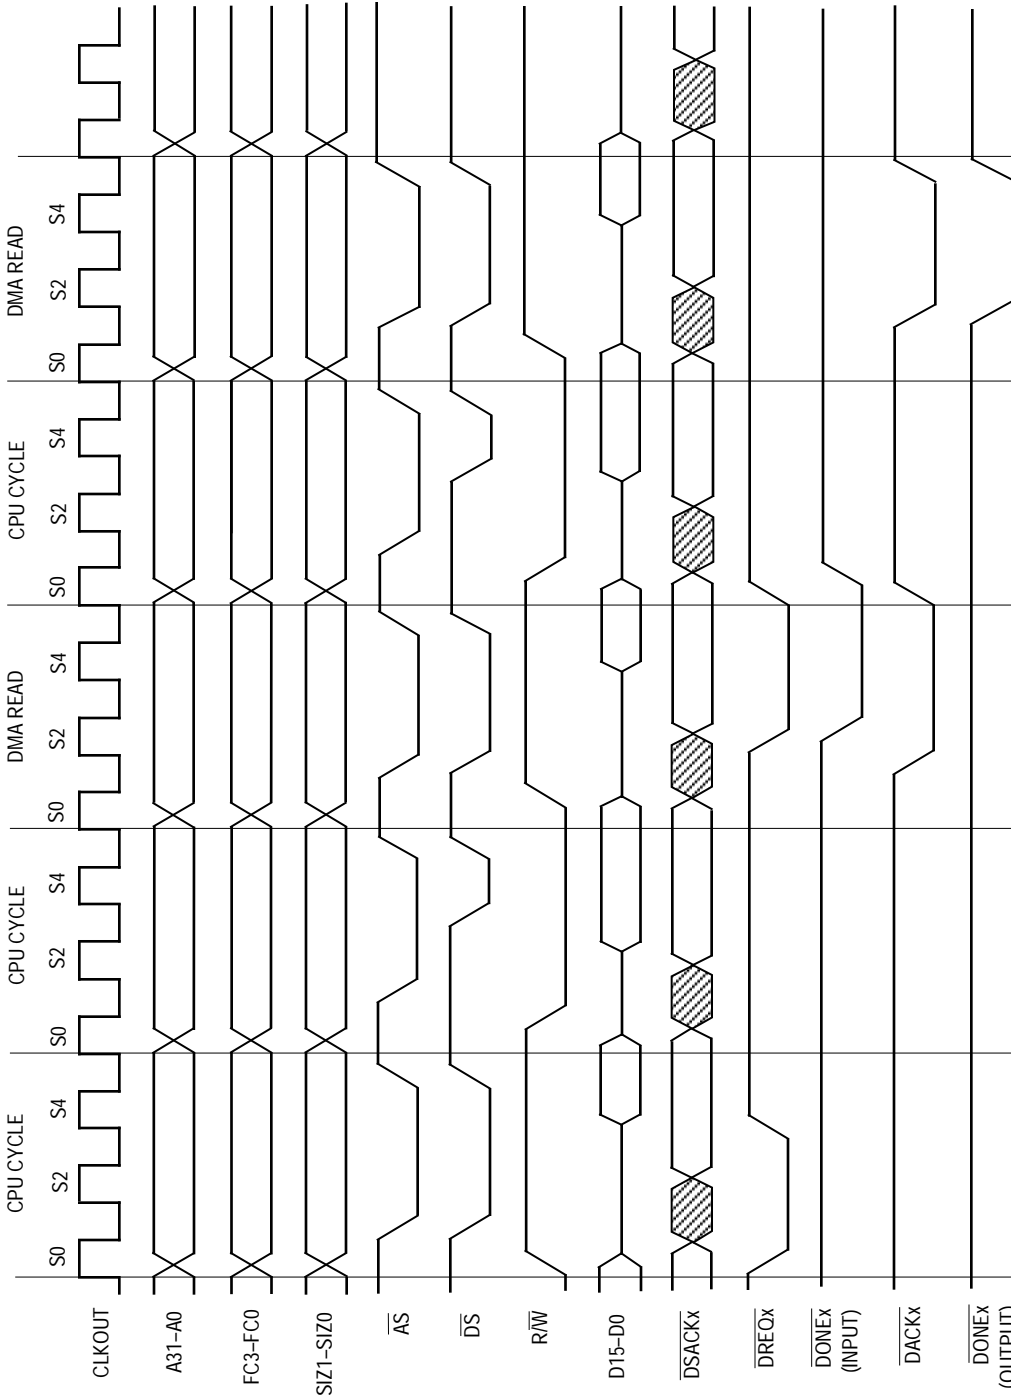 CPU CYCLE CPU CYCLE DMA READ CPU CYCLE DMA READ
S0 S2 S4 S0 S2 S4 S0 S2 S4 S0 S2 S4 S0 S2 S4
CLKOUT
A31–A0
FC3–FC0
SIZ1–SIZ0
AS
DS
R/W
D15–D0
DSACKx
DREQx
DONEx
(INPUT)
DACKx
DONEx
(OUTPUT)